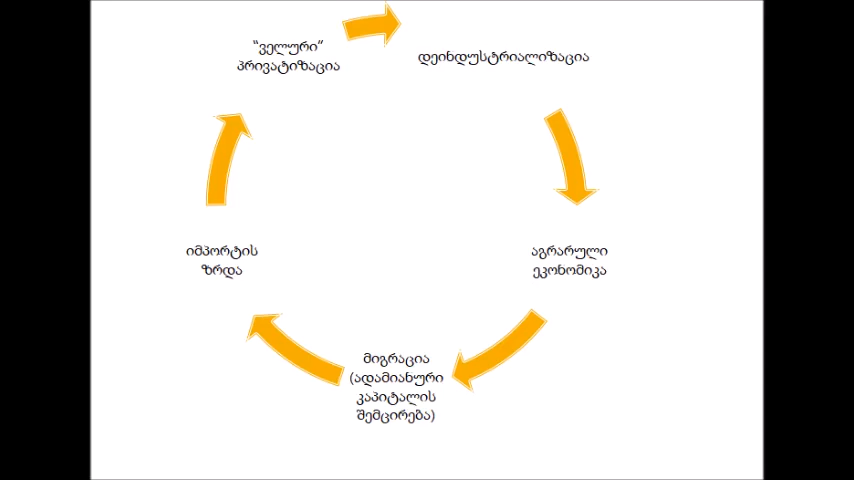 “ველური”
პრივატიზაცია
დეინდუსტრიალიზაცია
აგრარული
ეკონომიკა
მიგრაცია
(ადამიანური
კაპიტალის
შემცირება)
იმპორტის
ზრდა